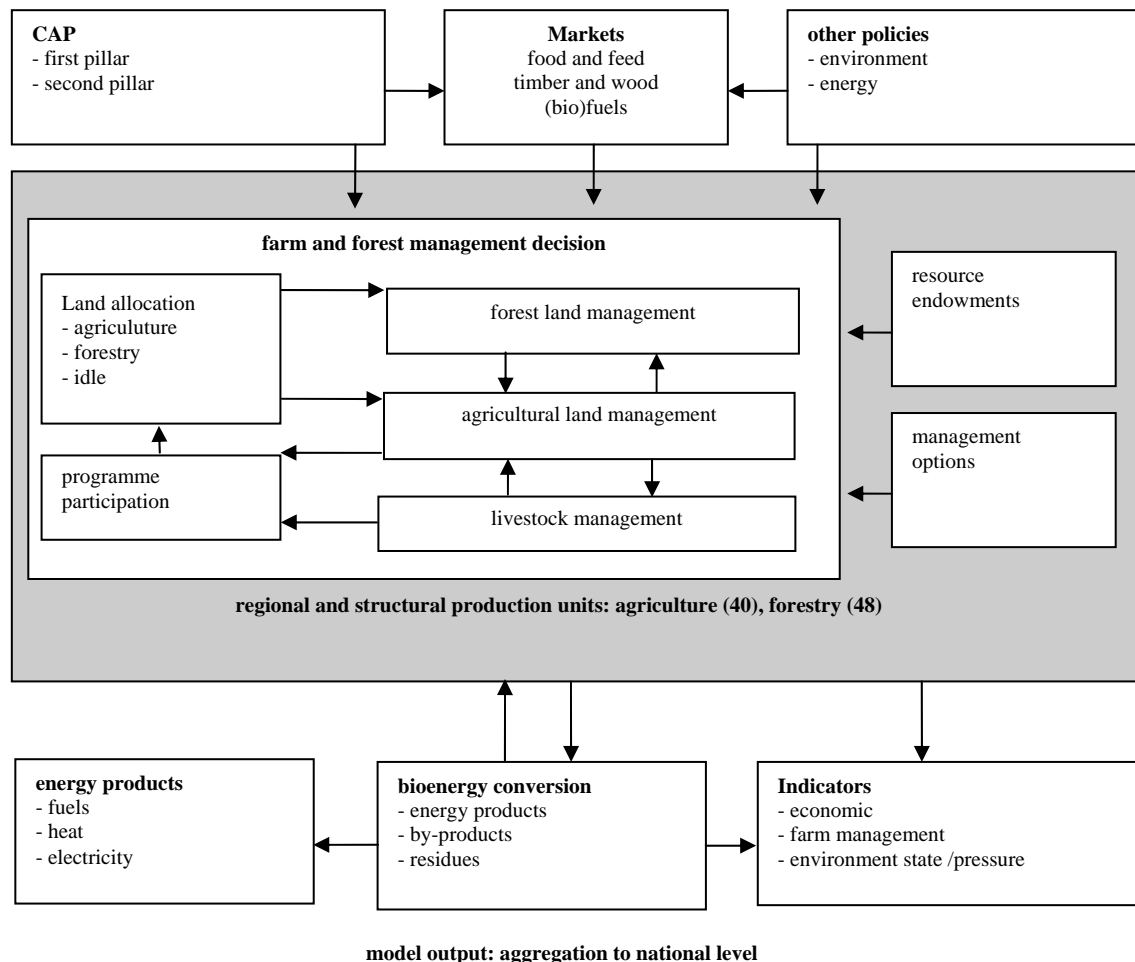 CAP
- first pillar
- second pillar
Markets
food and feed
timber and wood
(bio)fuels
other policies
- environment
- energy
farm and forest management decision
Land allocation
- agriculuture
- forestry
- idle
forest land management
agricultural land management
programme
participation
livestock management
resource
endowments
management
options
regional and structural production units: agriculture (40), forestry (48)
energy products
- fuels
- heat
- electricity
bioenergy conversion
- energy products
- by-products
- residues
Indicators
- economic
- farm management
- environment state /pressure
model output: aggregation to national level